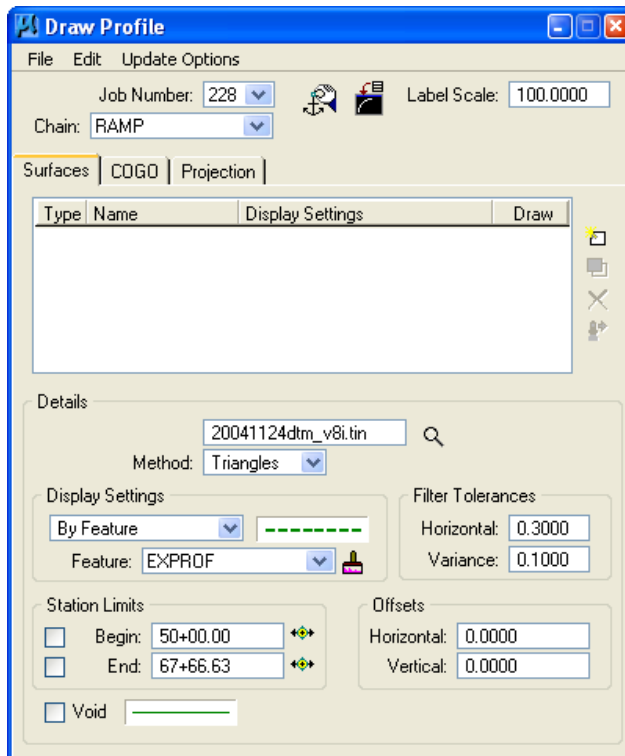 Draw Profile
File Edit Update Options
Job Number: 228 Label Scale: 100.0000
Chain: RAMP
Surfaces COGO Projection
Type Name Display Settings Draw
Details
20041124dtm_v8i.tin
Method: Triangles
Display Settings Filter Tolerances
By Feature Horizontal: 0.3000
Feature: EXPROF Variance: 0.1000
Station Limits Offsets
Begin: 50+00.00 Horizontal: 0.0000
End: 67+66.63 Vertical: 0.0000
Void